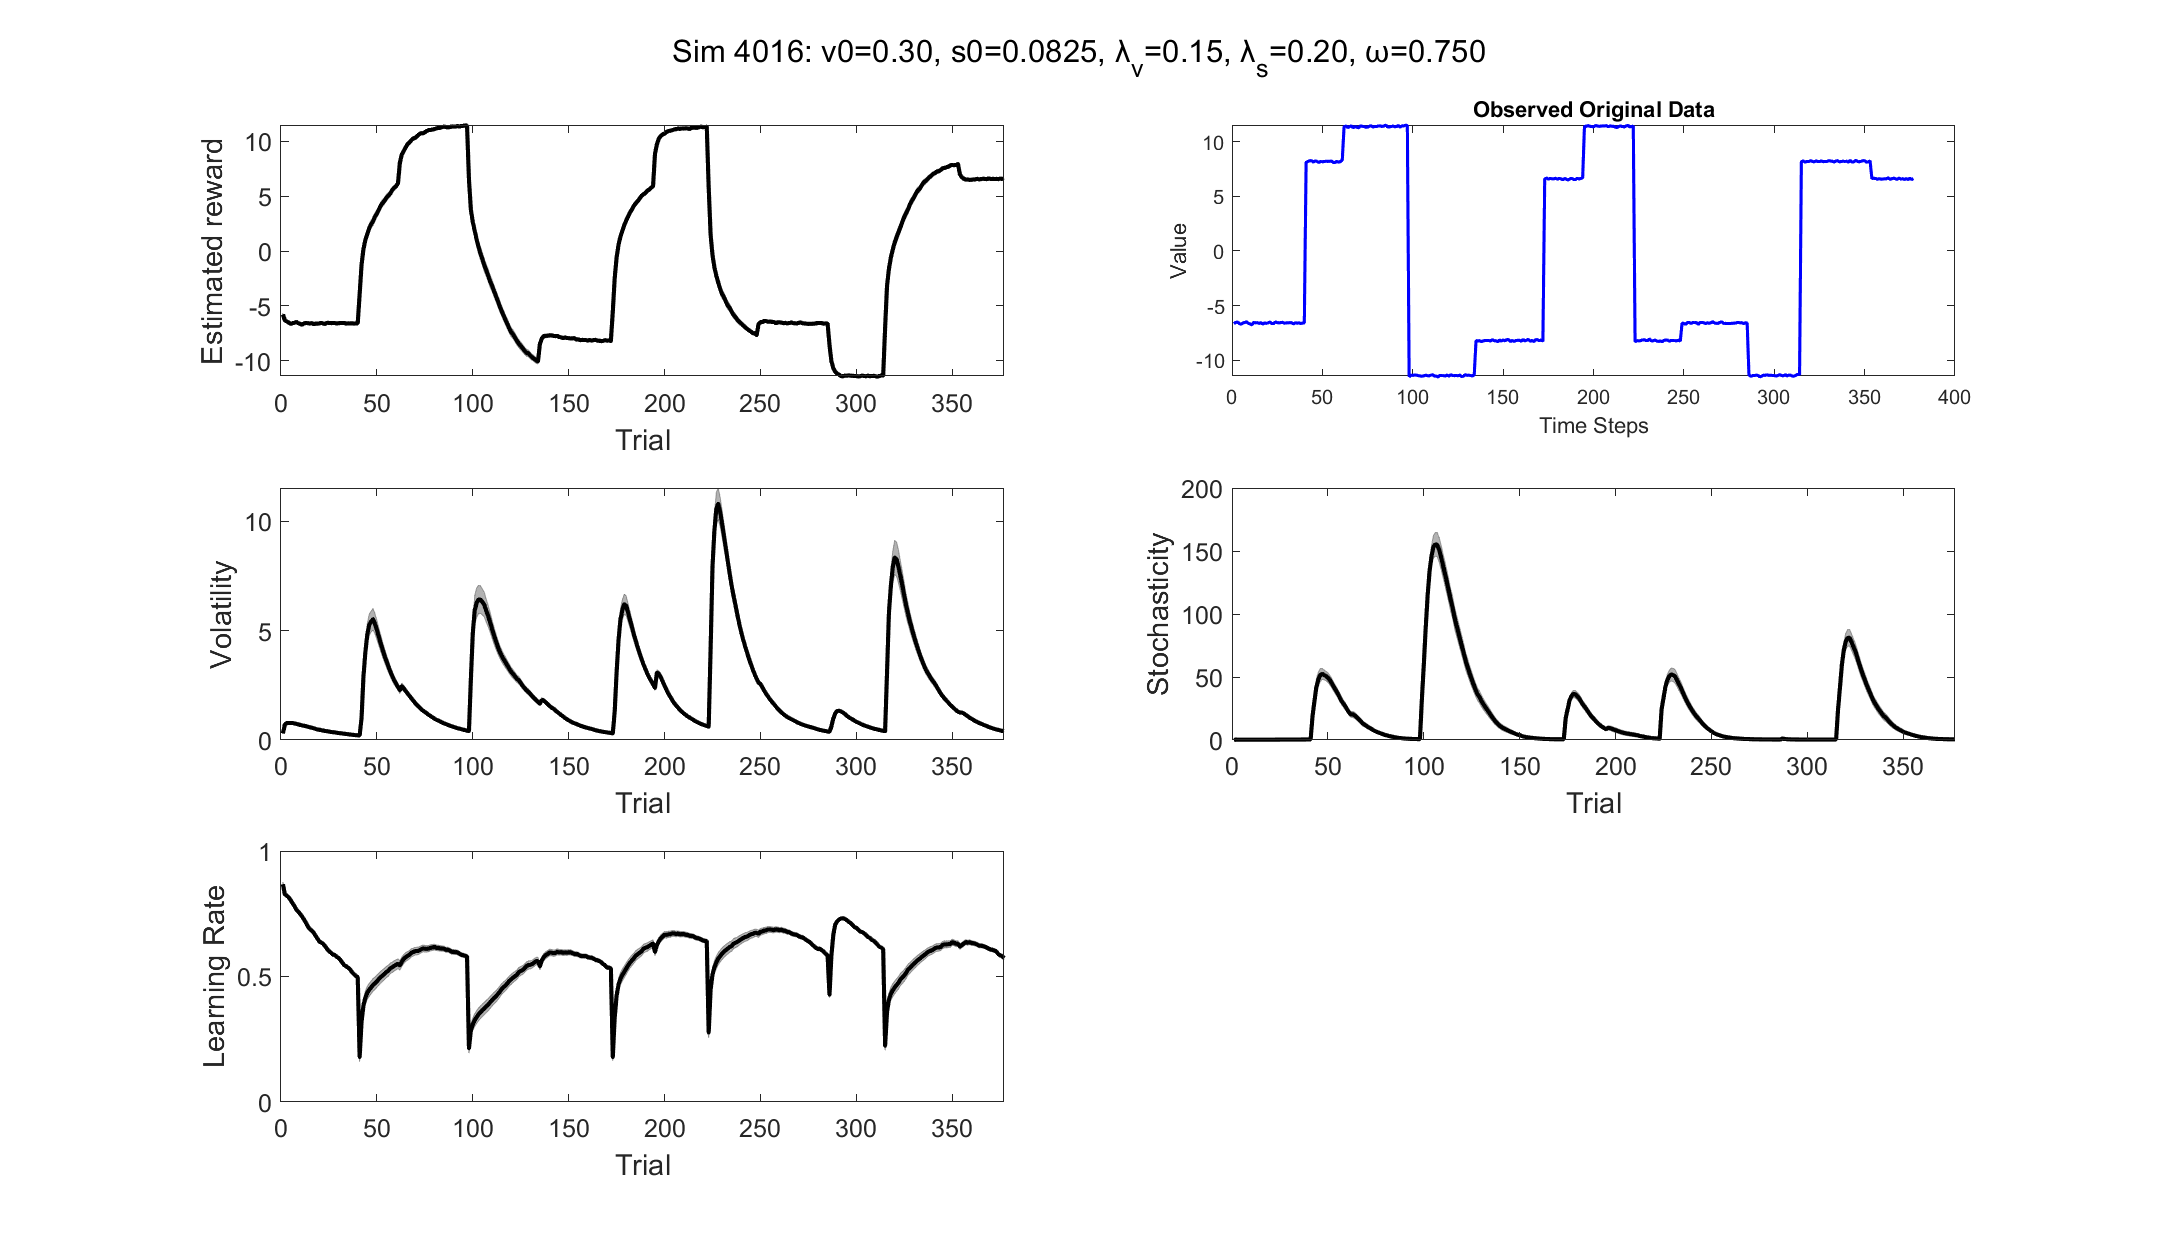 Sim 4016: v0=0.30, s0=0.0825, λ_v=0.15, λ_s=0.20, ω=0.750
Estimated reward
10
5
0
-5
-10
0 50 100 150 200 250 300 350
Trial
Observed Original Data
Value
10
5
0
-5
-10
0 50 100 150 200 250 300 350 400
Time Steps
Volatility
10
5
0
0 50 100 150 200 250 300 350
Trial
Stochasticity
200
150
100
50
0
0 50 100 150 200 250 300 350
Trial
Learning Rate
1
0.5
0
0 50 100 150 200 250 300 350
Trial